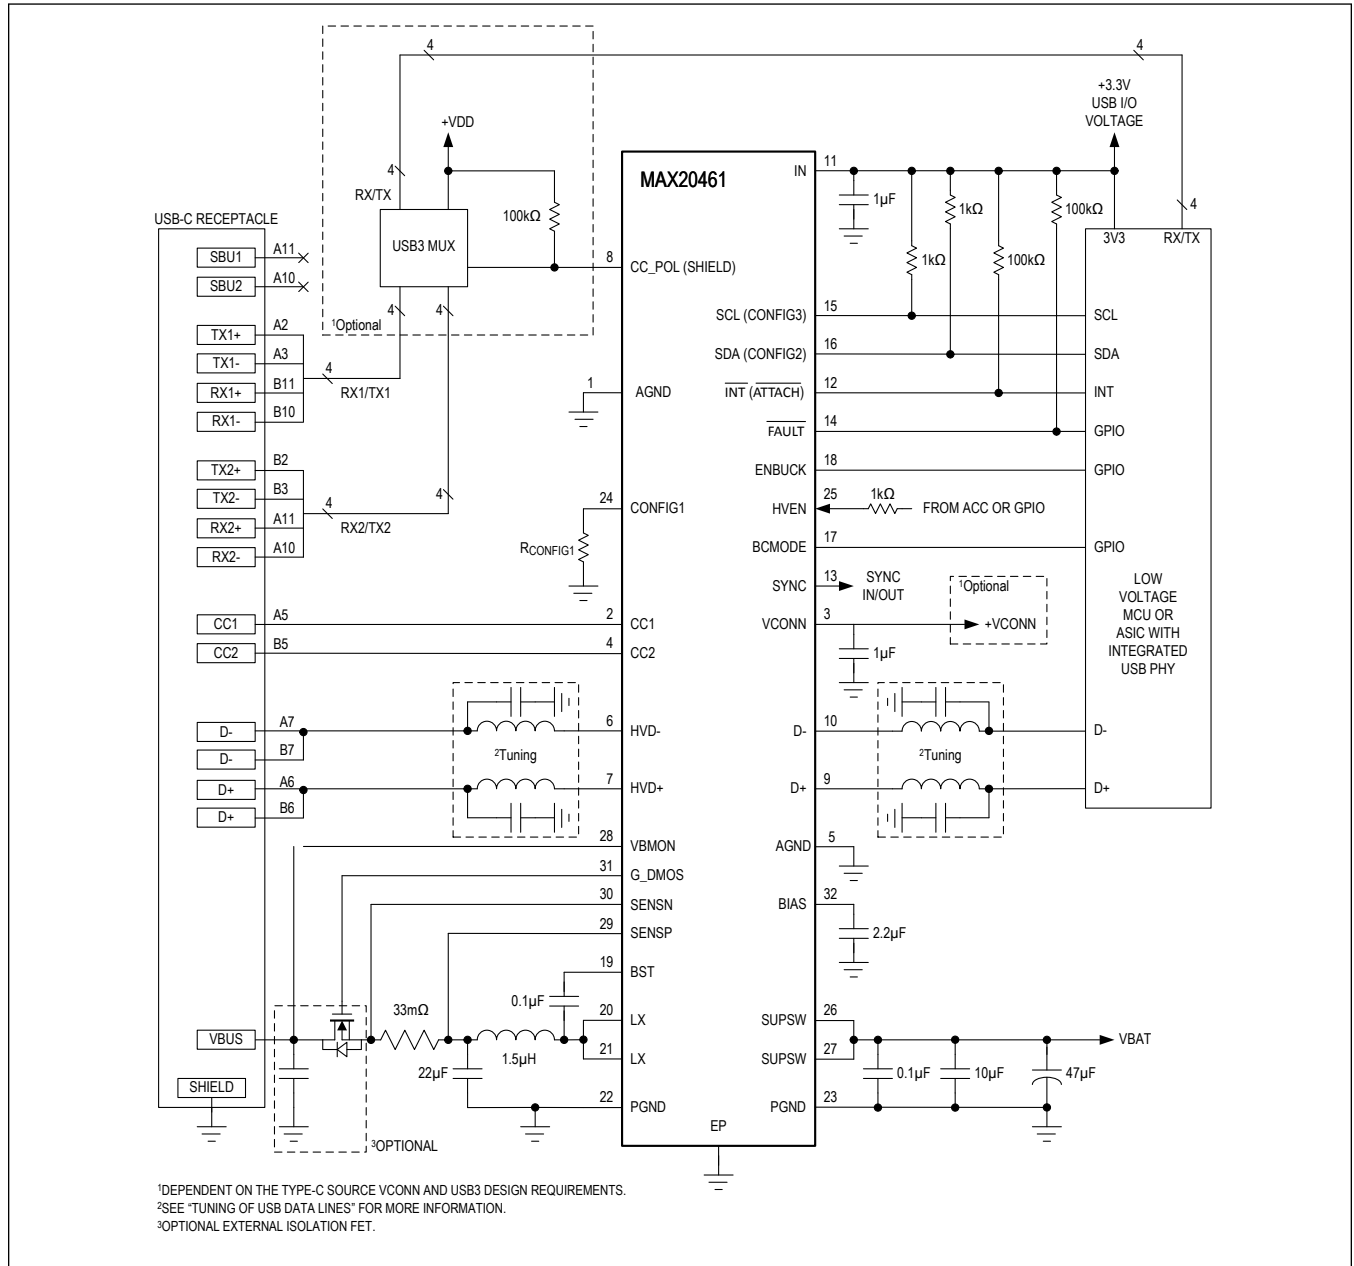 4
4
+3.3V
USB I/O
VOLTAGE
+VDD
4
RX/TX
100kΩ
USB3 MUX
4
4
¹Optional
MAX20461
IN
11
1µF
1kΩ
1kΩ
100kΩ
100kΩ
4
3V3
RX/TX
USB-C RECEPTACLE
SBU1
A11
SBU2
A10
TX1+
A2
TX1-
A3
RX1+
B11
RX1-
B10
4
RX1/TX1
TX2+
B2
TX2-
B3
RX2+
A11
RX2-
A10
4
RX2/TX2
4
CC1
A5
CC2
B5
D-
A7
D-
B7
D+
A6
D+
B6
VBUS
SHIELD
8
CC_POL (SHIELD)
1
AGND
24
CONFIG1
RCONFIG1
2
CC1
4
CC2
6
HVD-
²Tuning
7
HVD+
28
VBMON
31
G_DMOS
30
SENSN
29
SENSP
19
BST
0.1µF
20
LX
21
LX
33mΩ
1.5µH
22µF
22
PGND
EP
³OPTIONAL
SCL (CONFIG3)
15
SCL
SDA (CONFIG2)
16
SDA
INT (ATTACH)
12
INT
FAULT
14
GPIO
ENBUCK
18
GPIO
HVEN
25
1kΩ
FROM ACC OR GPIO
BCMODE
17
GPIO
SYNC
13
SYNC
IN/OUT
VCONN
3
¹Optional
+VCONN
1µF
LOW
VOLTAGE
MCU OR
ASIC WITH
INTEGRATED
USB PHY
D-
10
D-
²Tuning
D+
9
D+
AGND
5
BIAS
32
2.2µF
SUPSW
26
SUPSW
27
VBAT
0.1µF
10µF
47µF
PGND
23
¹DEPENDENT ON THE TYPE-C SOURCE VCONN AND USB3 DESIGN REQUIREMENTS.
²SEE “TUNING OF USB DATA LINES” FOR MORE INFORMATION.
³OPTIONAL EXTERNAL ISOLATION FET.